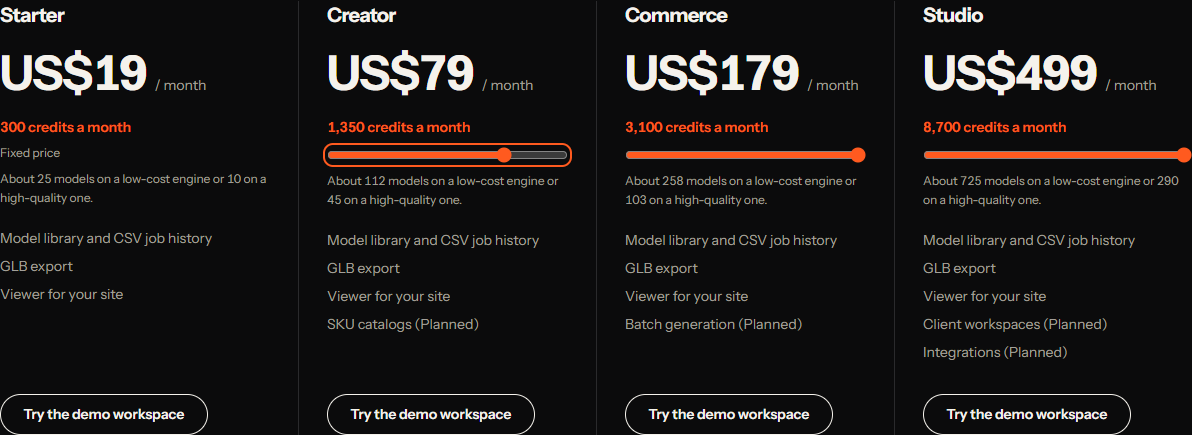 Starter
US$19 / month
300 credits a month
Fixed price
About 25 models on a low-cost engine or 10 on a
high-quality one.
Model library and CSV job history
GLB export
Viewer for your site
Try the demo workspace
Creator
US$79 / month
1,350 credits a month
About 112 models on a low-cost engine or
45 on a high-quality one.
Model library and CSV job history
GLB export
Viewer for your site
SKU catalogs (Planned)
Try the demo workspace
Commerce
US$179 / month
3,100 credits a month
About 258 models on a low-cost engine or
103 on a high-quality one.
Model library and CSV job history
GLB export
Viewer for your site
Batch generation (Planned)
Try the demo workspace
Studio
US$499 / month
8,700 credits a month
About 725 models on a low-cost engine or 290
on a high-quality one.
Model library and CSV job history
GLB export
Viewer for your site
Client workspaces (Planned)
Integrations (Planned)
Try the demo workspace